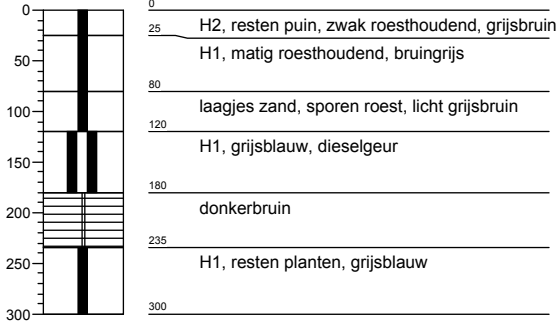 0
0
H2, resten puin, zwak roesthoudend, grijsbruin
25
H1, matig roesthoudend, bruingrijs
50
80
laagjes zand, sporen roest, licht grijsbruin
100
120
H1, grijsblauw, dieselgeur
150
180
donkerbruin
200
235
H1, resten planten, grijsblauw
250
300
300